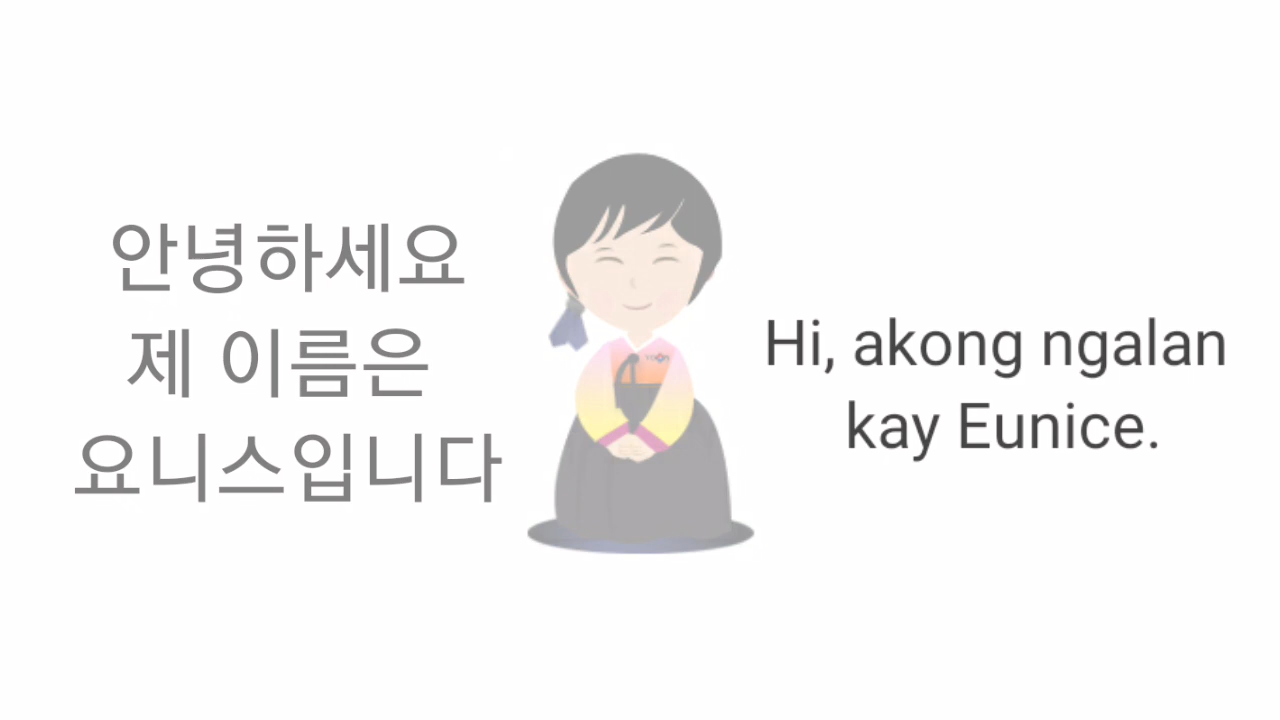 안녕하세요
제 이름은
요니스입니다
Hi, akong ngalan
kay Eunice.